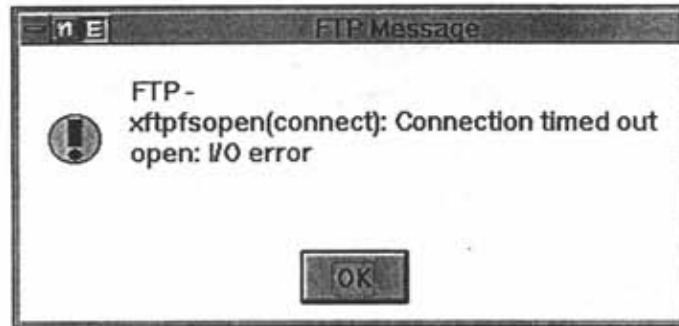 n E FTP Message
FTP -
xftpfsopen(connect): Connection timed out
open: I/O error
OK